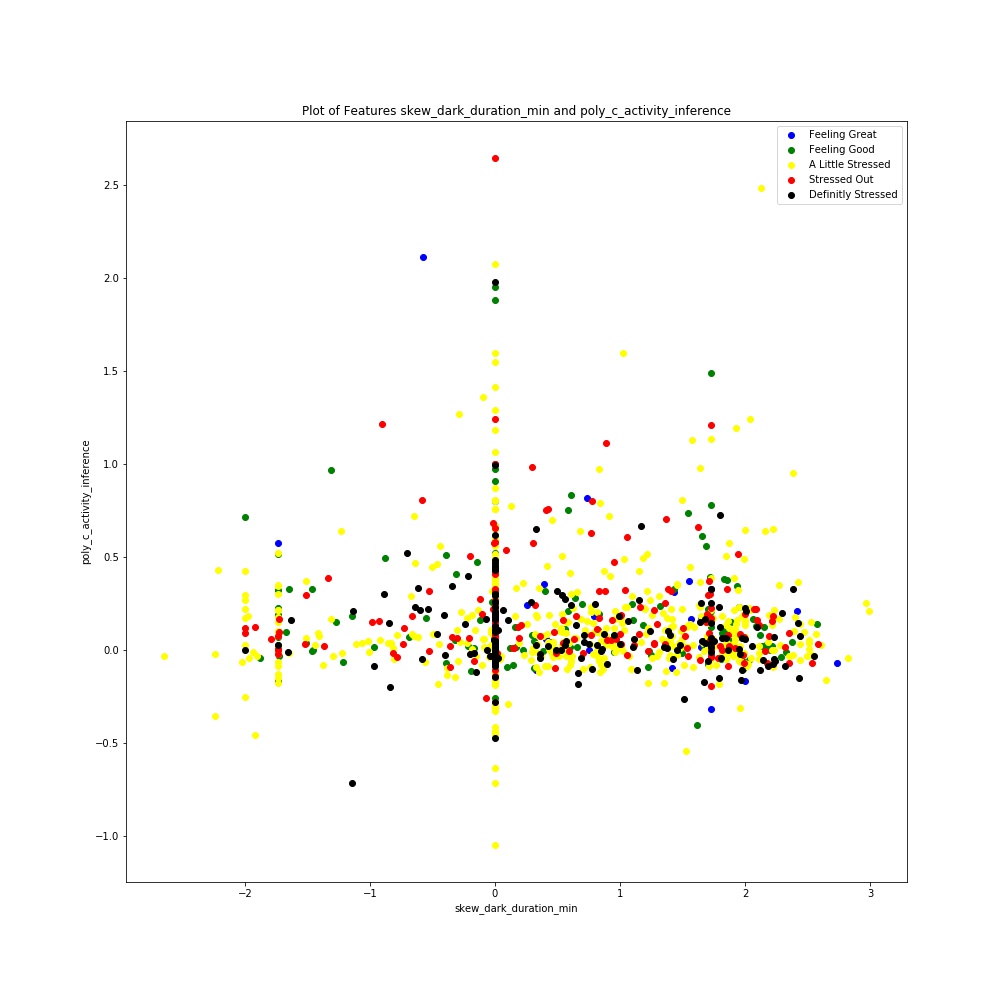 Plot of Features skew_dark_duration_min and poly_c_activity_inference
Feeling Great
Feeling Good
A Little Stressed
Stressed Out
Definitly Stressed
2.5
2.0
1.5
1.0
0.5
0.0
−0.5
−1.0
poly_c_activity_inference
−2
−1
0
1
2
3
skew_dark_duration_min